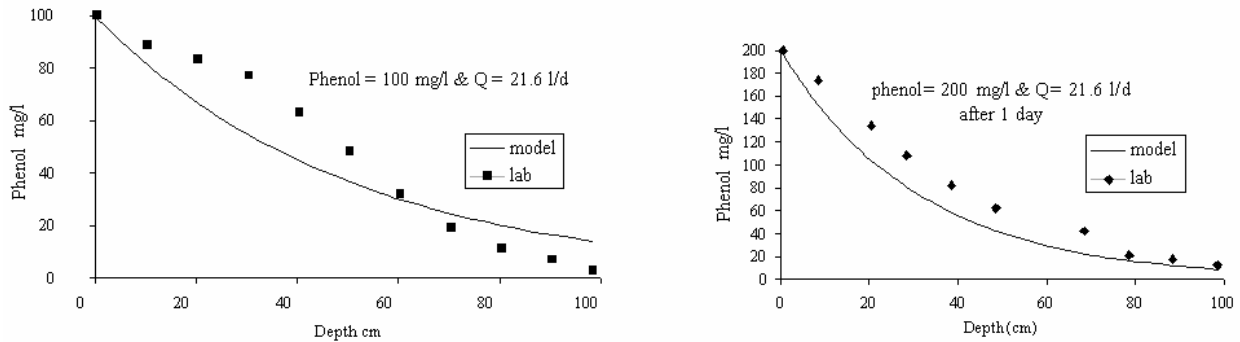 100
80
60
40
20
0
Phenol mg/l
Phenol = 100 mg/l & Q = 21.6 l/d
model
lab
0 20 40 60 80 100
Depth cm
200
180
160
140
120
100
80
60
40
20
0
Phenol mg/l
phenol= 200 mg/l & Q= 21.6 l/d
after 1 day
model
lab
0 20 40 60 80 100
Depth(cm)